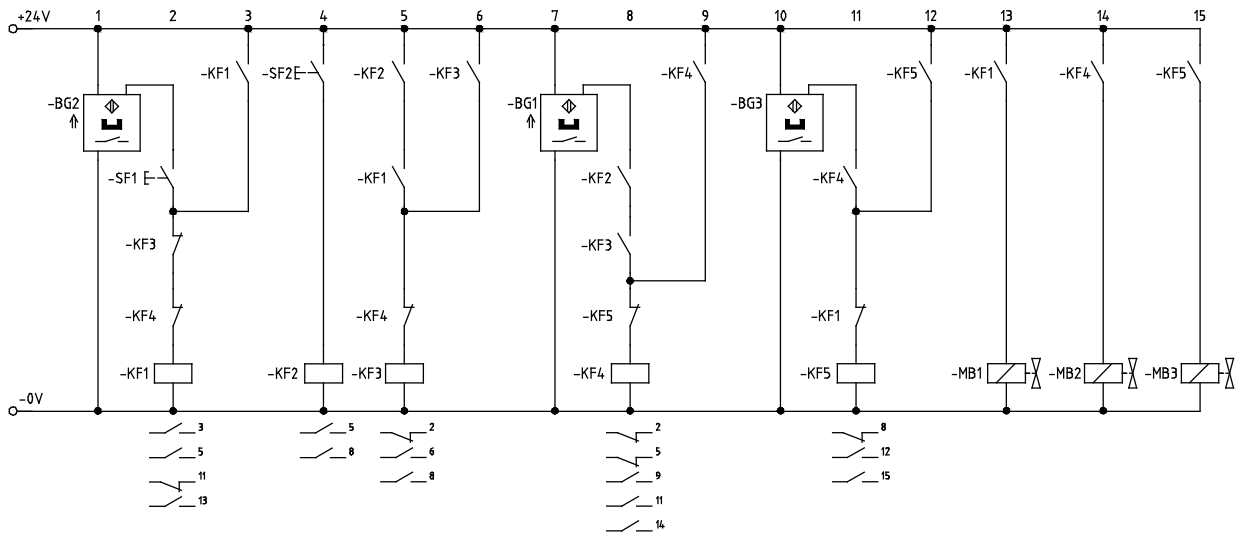 +24V 1 2 3 4 5 6 7 8 9 10 11 12 13 14 15
-KF1 -SF2 -KF2 -KF3 -KF4 -KF5 -KF1 -KF4 -KF5
-BG2 -BG1 -BG3
-SF1 -KF1 -KF2 -KF4
-KF3 -KF3
-KF4 -KF4 -KF5 -KF1
-KF1 -KF2 -KF3 -KF4 -KF5 -MB1 -MB2 -MB3
-0V
3 5 2 2 8
5 8 6 5 12
11 8 9 15
13 11
14